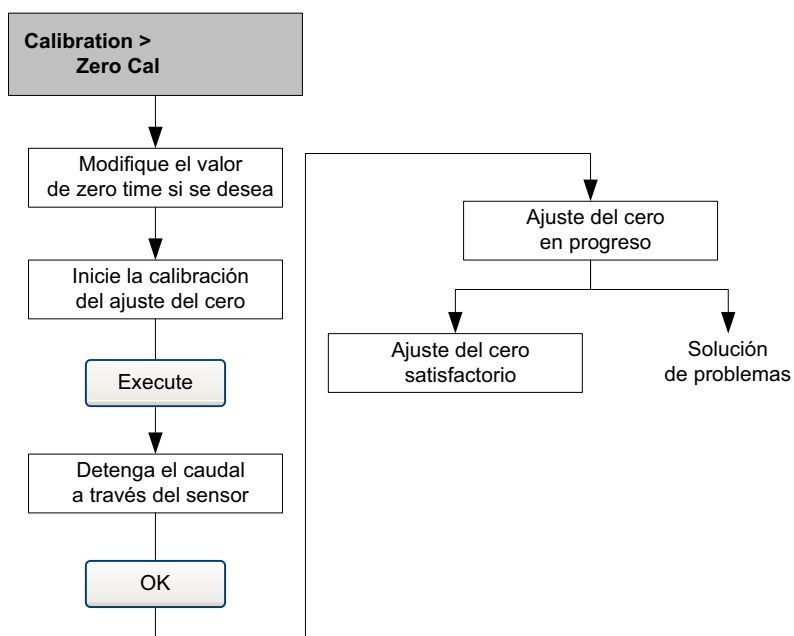 Calibration >
Zero Cal
Modifique el valor
de zero time si se desea
Inicie la calibración
del ajuste del cero
Execute
Detenga el caudal
a través del sensor
OK
Ajuste del cero
en progreso
Ajuste del cero
satisfactorio
Solución
de problemas